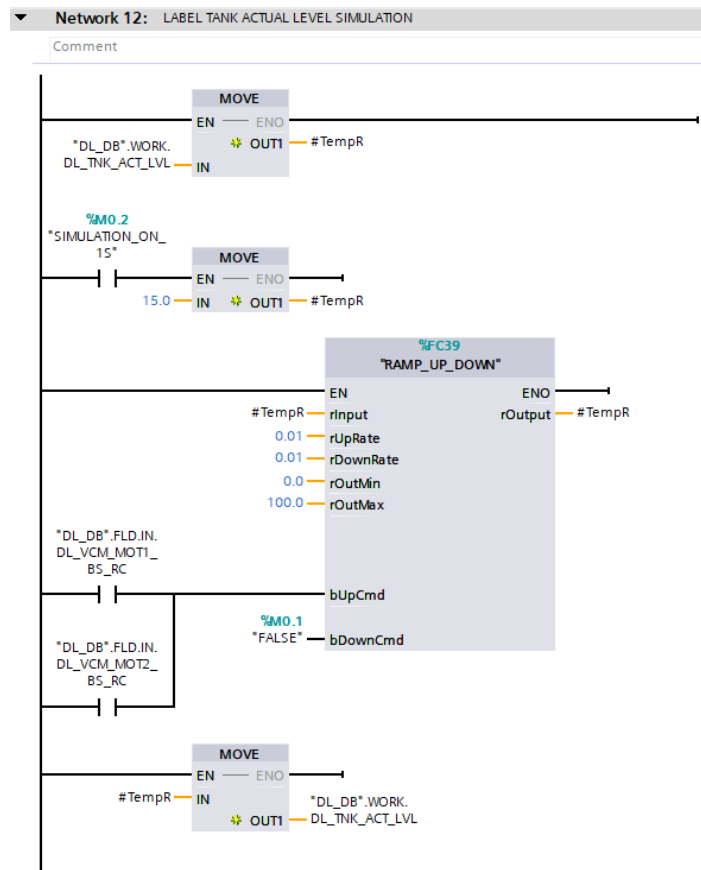 Network 12: LABEL TANK ACTUAL LEVEL SIMULATION
Comment
MOVE
EN ENO
"DL_DB".WORK.
DL_TNK_ACT_LVL
IN
OUT1
#TempR
%M0.2
"SIMULATION_ON_
1S"
MOVE
EN ENO
15.0 IN OUT1 #TempR
%FC39
"RAMP_UP_DOWN"
EN ENO
#TempR rInput rOutput #TempR
0.01 rUpRate
0.01 rDownRate
0.0 rOutMin
100.0 rOutMax
"DL_DB".FLD.IN.
DL_VCM_MOT1_
BS_RC
bUpCmd
%M0.1
"FALSE" bDownCmd
"DL_DB".FLD.IN.
DL_VCM_MOT2_
BS_RC
MOVE
EN ENO
#TempR IN
OUT1
"DL_DB".WORK.
DL_TNK_ACT_LVL